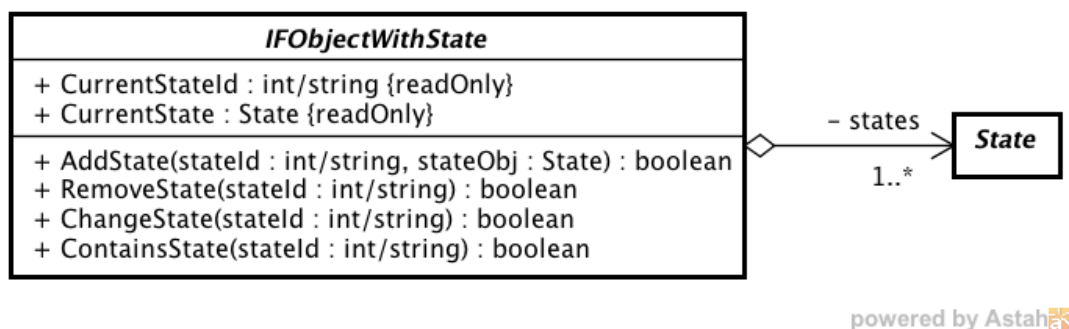 IFObjectWithState
+ CurrentStateId : int/string {readOnly}
+ CurrentState : State {readOnly}
+ AddState(stateId : int/string, stateObj : State) : boolean
+ RemoveState(stateId : int/string) : boolean
+ ChangeState(stateId : int/string) : boolean
+ ContainsState(stateId : int/string) : boolean
- states
1..*
State
powered by Astah